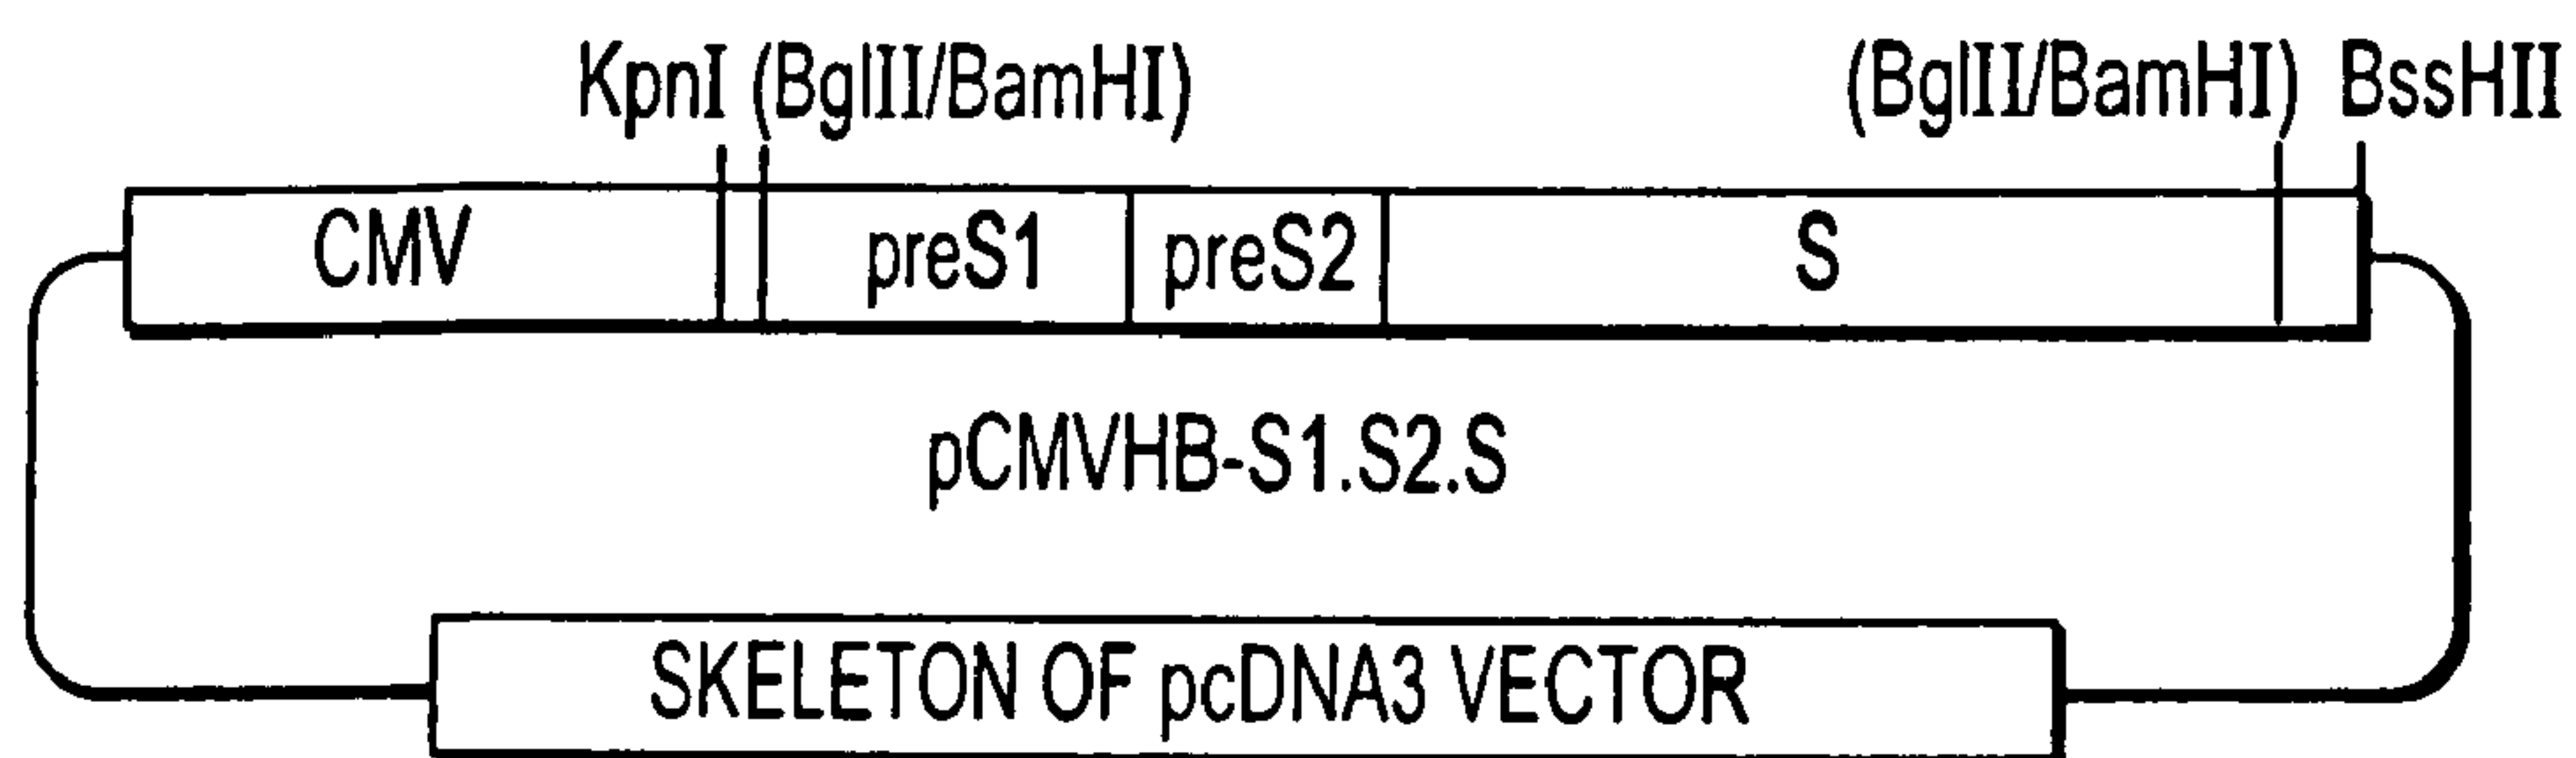 KpnI (BglII/BamHI) (BglII/BamHI) BssHII
CMV preS1 preS2 S
pCMVHB-S1.S2.S
SKELETON OF pcDNA3 VECTOR